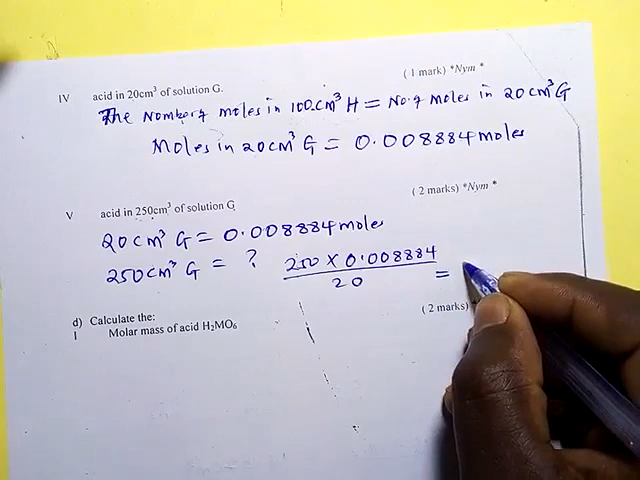 ( 1 mark) *Nym *
IV acid in 20cm³ of solution G.
The Nomber of moles in 100cm³ H = No. of moles in 20cm³ G
Moles in 20cm³ G = 0.008884 moles
( 2 marks) *Nym *
V acid in 250cm³ of solution G
20cm³ G = 0.008884 moles
250cm³ G = ? 250 × 0.008884
20 =
( 2 marks)
d) Calculate the:
I Molar mass of acid H₂MO₆